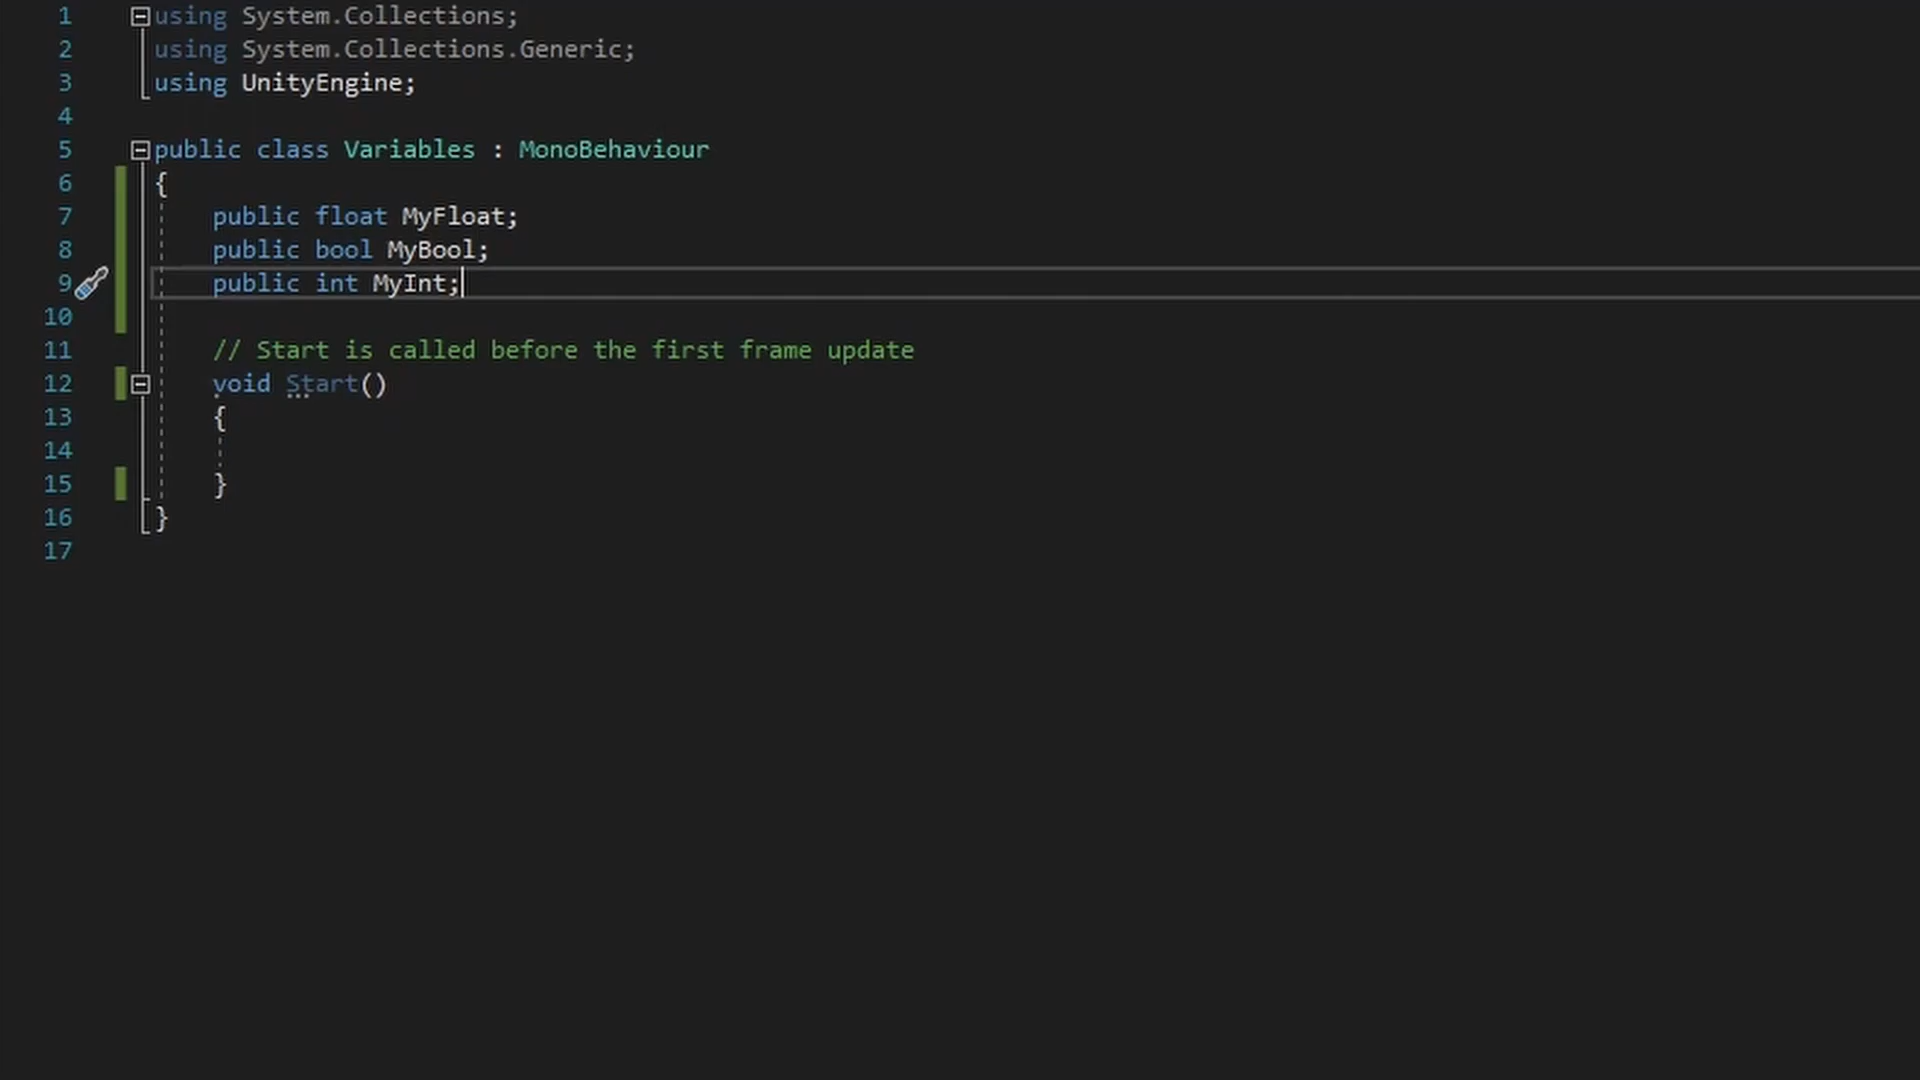 1 using System.Collections;
2 using System.Collections.Generic;
3 using UnityEngine;
4
5 public class Variables : MonoBehaviour
6 {
7     public float MyFloat;
8     public bool MyBool;
9     public int MyInt;
10
11     // Start is called before the first frame update
12     void Start()
13     {
14
15     }
16 }
17